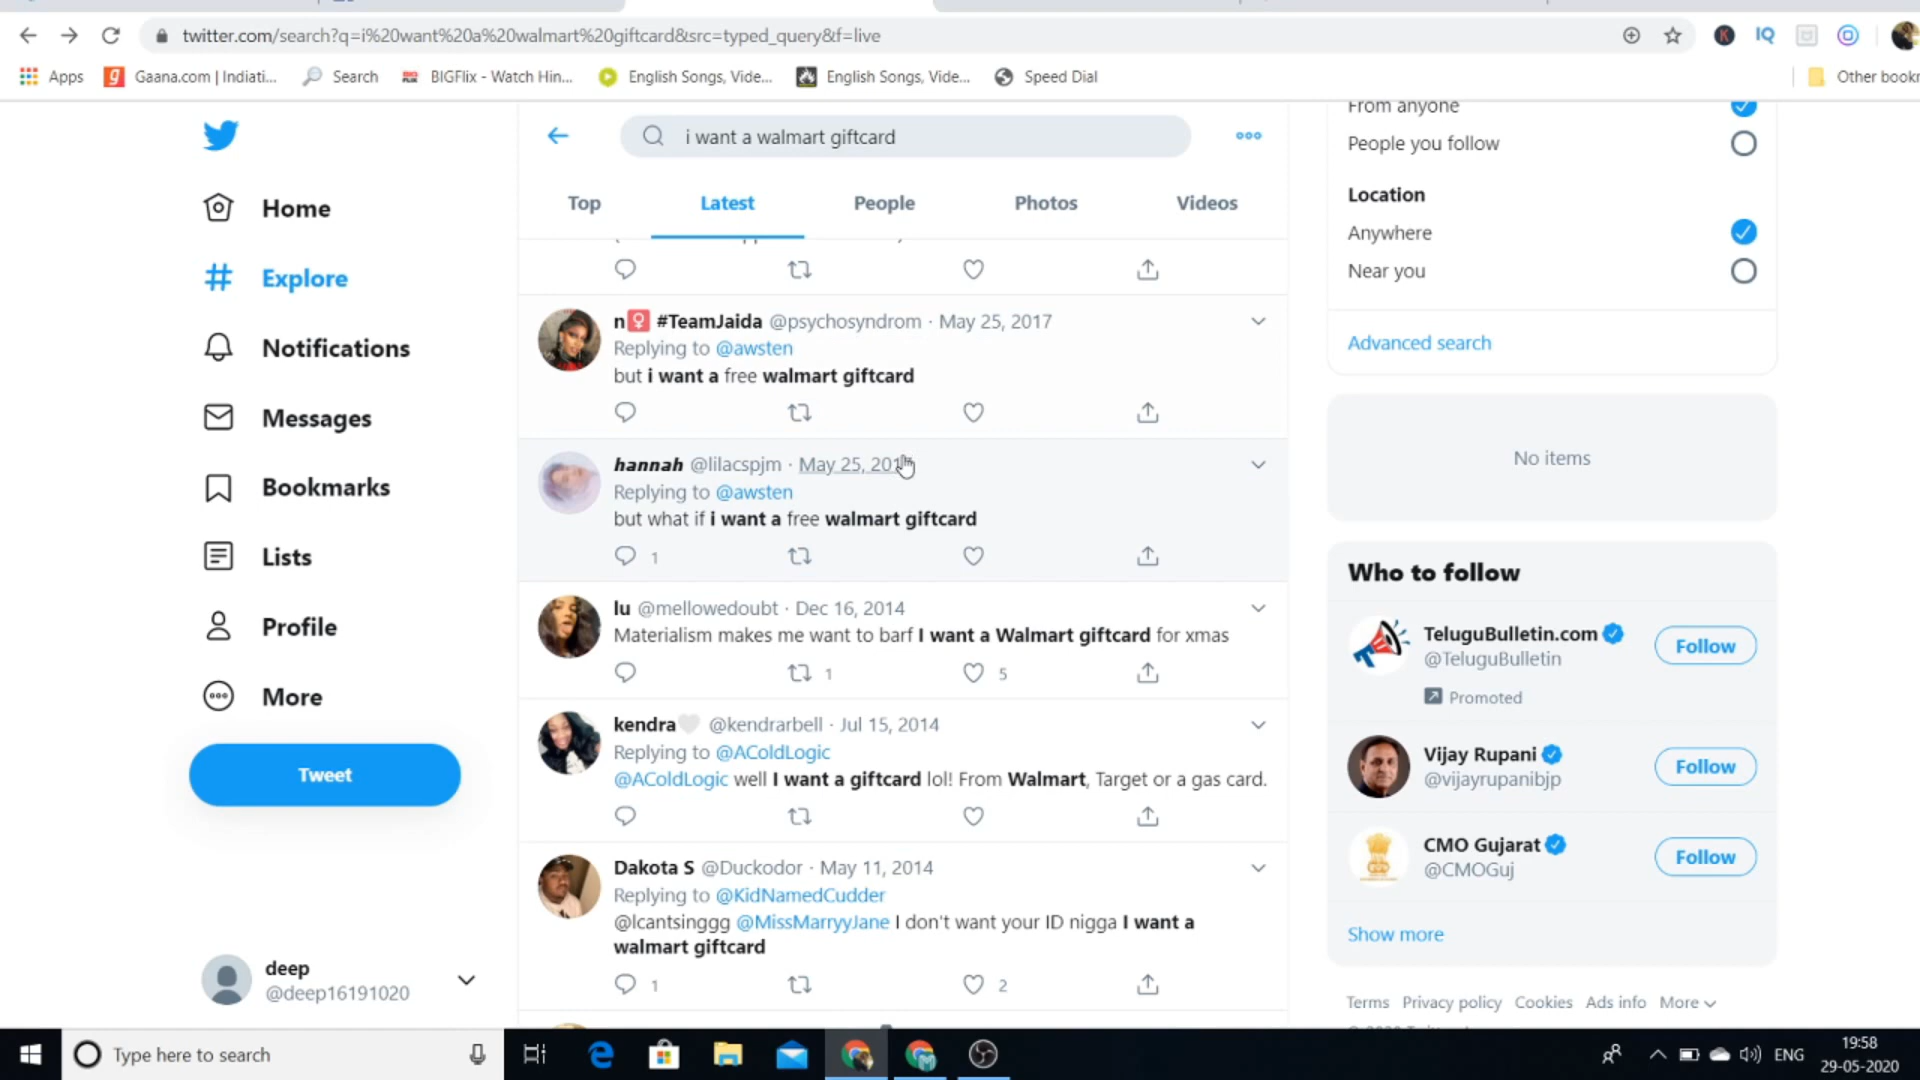 twitter.com/search?q=i%20want%20a%20walmart%20giftcard&src=typed_query&f=live
Apps
Gaana.com | Indiati...
Search
BIGFlix - Watch Hin...
English Songs, Vide...
English Songs, Vide...
Speed Dial
Other bookr
Home
Explore
Notifications
Messages
Bookmarks
Lists
Profile
More
Tweet
deep
@deep16191020
i want a walmart giftcard
Top
Latest
People
Photos
Videos
n #TeamJaida @psychosyndrom · May 25, 2017
Replying to @awsten
but i want a free walmart giftcard
hannah @lilacspjm · May 25, 201
Replying to @awsten
but what if i want a free walmart giftcard
1
lu @mellowedoubt · Dec 16, 2014
Materialism makes me want to barf I want a Walmart giftcard for xmas
1 5
kendra @kendrarbell · Jul 15, 2014
Replying to @AColdLogic
@AColdLogic well I want a giftcard lol! From Walmart, Target or a gas card.
Dakota S @Duckodor · May 11, 2014
Replying to @KidNamedCudder
@lcantsinggg @MissMarryyJane I don't want your ID nigga I want a
walmart giftcard
1 2
From anyone
People you follow
Location
Anywhere
Near you
Advanced search
No items
Who to follow
TeluguBulletin.com
@TeluguBulletin
Follow
Promoted
Vijay Rupani
@vijayrupanibjp
Follow
CMO Gujarat
@CMOGuj
Follow
Show more
Terms Privacy policy Cookies Ads info More
Type here to search
ENG
19:58
29-05-2020